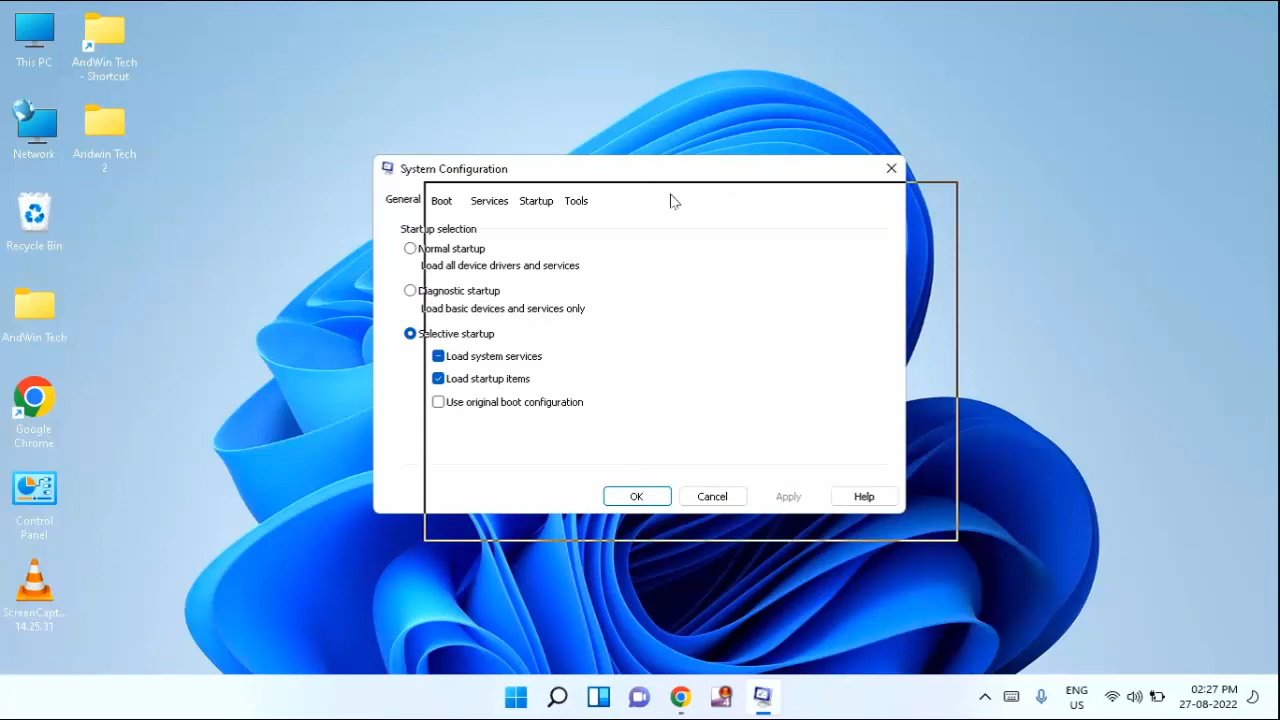 This PC
AndWin Tech
- Shortcut
Network
Andwin Tech
2
Recycle Bin
AndWin Tech
Google
Chrome
Control
Panel
ScreenCapt...
14.25.31
System Configuration
General
Boot
Services
Startup
Tools
Startup selection
Normal startup
Load all device drivers and services
Diagnostic startup
Load basic devices and services only
Selective startup
Load system services
Load startup items
Use original boot configuration
OK
Cancel
Apply
Help
ENG
US
02:27 PM
27-08-2022